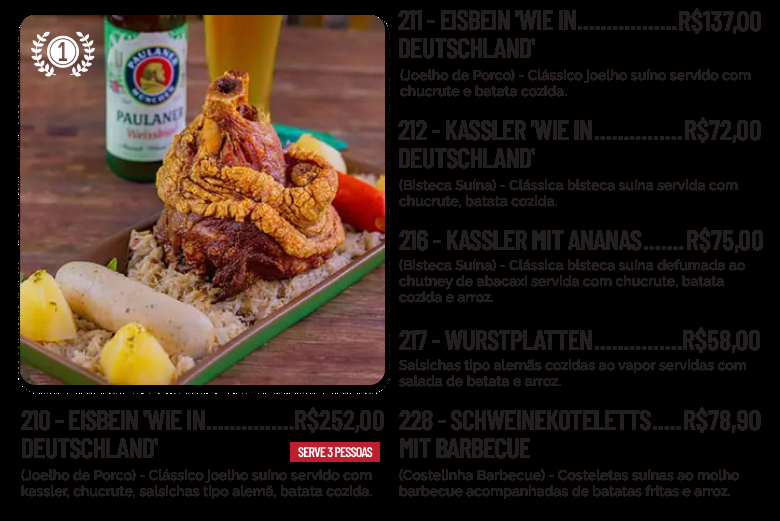 1
PAULANER
MÜNCHEN
PAULANER
Weissbier
210 - EISBEIN 'WIE IN...............R$252,00
DEUTSCHLAND'
SERVE 3 PESSOAS
(Joelho de Porco) - Clássico joelho suíno servido com
kassler, chucrute, salsichas tipo alemã, batata cozida.
211 - EISBEIN 'WIE IN.................R$137,00
DEUTSCHLAND'
(Joelho de Porco) - Clássico joelho suíno servido com
chucrute e batata cozida.
212 - KASSLER 'WIE IN...............R$72,00
DEUTSCHLAND'
(Bisteca Suína) - Clássica bisteca suína servida com
chucrute, batata cozida.
216 - KASSLER MIT ANANAS.......R$75,00
(Bisteca Suína) - Clássica bisteca suína defumada ao
chutney de abacaxi servida com chucrute, batata
cozida e arroz.
217 - WURSTPLATTEN...............R$58,00
Salsichas tipo alemãs cozidas ao vapor servidas com
salada de batata e arroz.
228 - SCHWEINEKOTELETTS.....R$78,90
MIT BARBECUE
(Costelinha Barbecue) - Costeletas suínas ao molho
barbecue acompanhadas de batatas fritas e arroz.